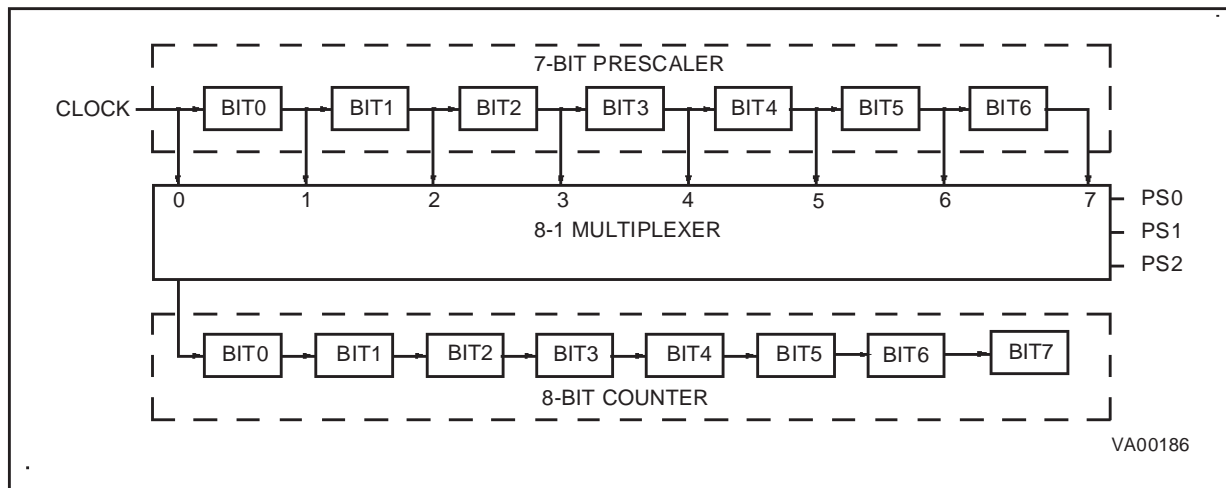 7-BIT PRESCALER
CLOCK BIT0 BIT1 BIT2 BIT3 BIT4 BIT5 BIT6
0 1 2 3 4 5 6 7
PS0
8-1 MULTIPLEXER
PS1
PS2
BIT0 BIT1 BIT2 BIT3 BIT4 BIT5 BIT6 BIT7
8-BIT COUNTER
VA00186